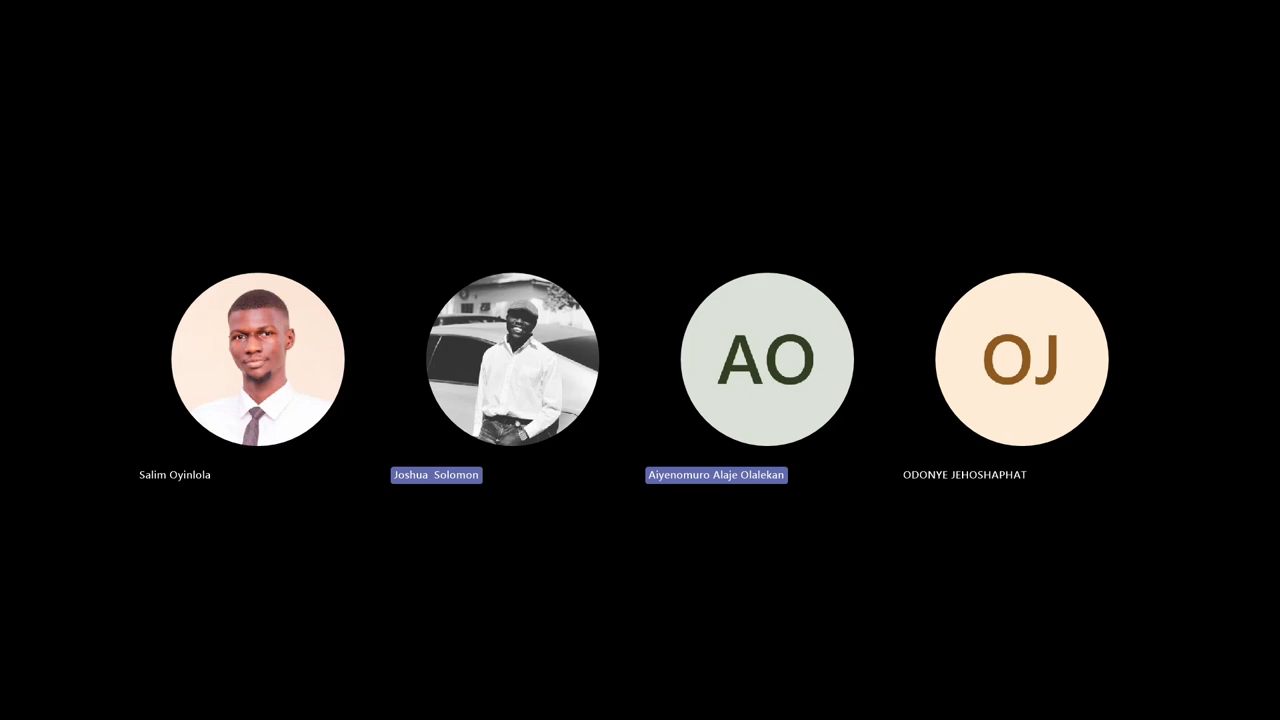 AO
OJ
Salim Oyinlola
Joshua  Solomon
Aiyenomuro Alaje Olalekan
ODONYE JEHOSHAPHAT